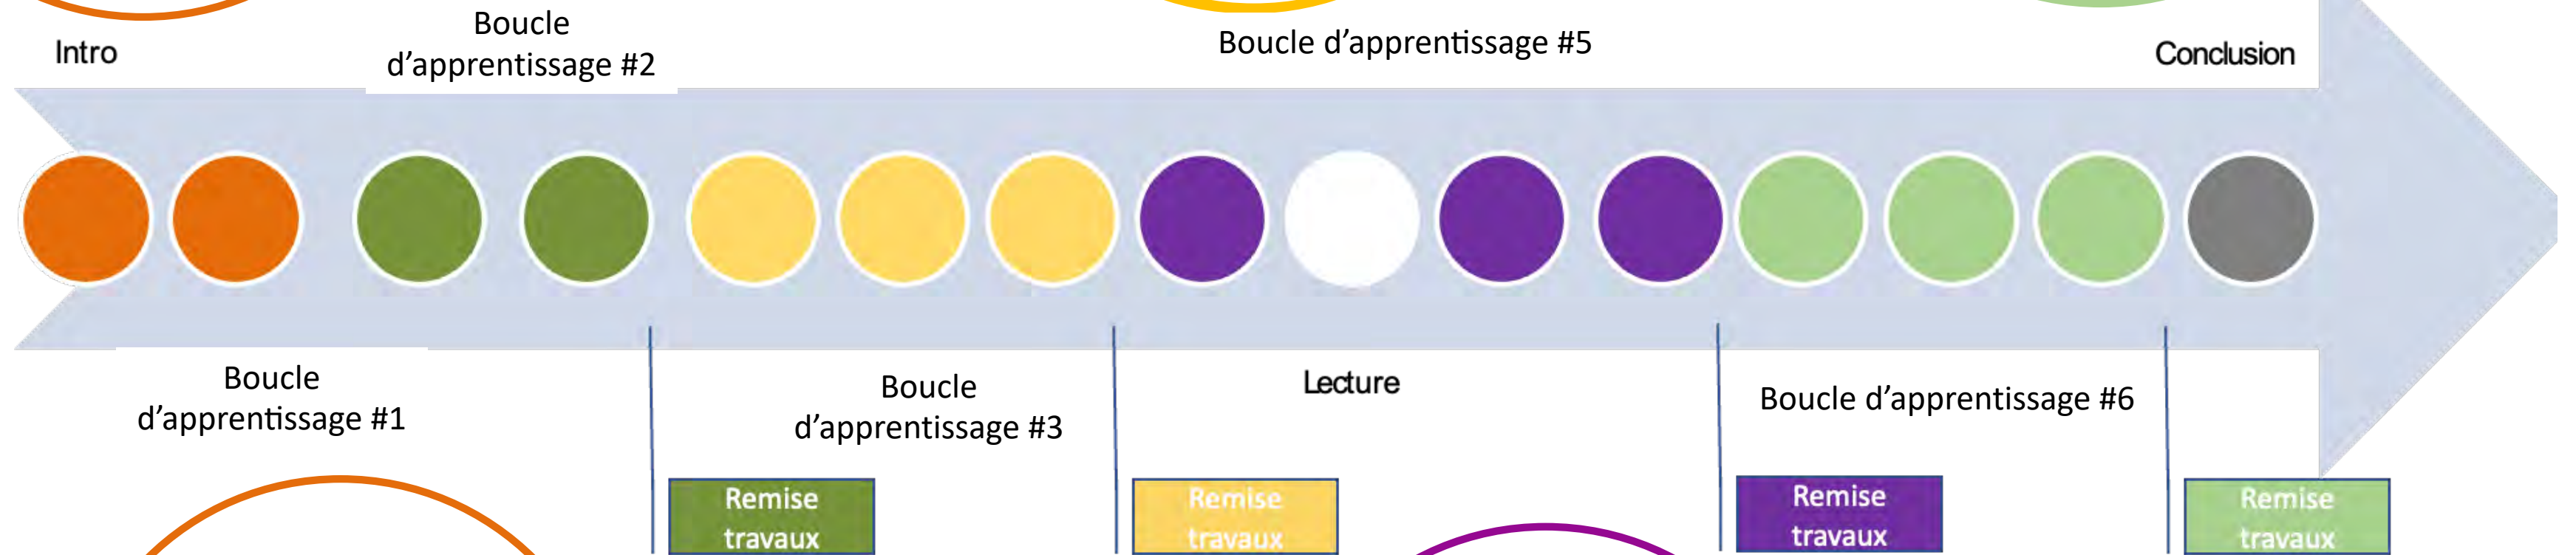 Intro
Boucle
d’apprentissage #2
Boucle d’apprentissage #5
Conclusion
Boucle
d’apprentissage #1
Boucle
d’apprentissage #3
Lecture
Boucle d’apprentissage #6
Remise
travaux
Remise
travaux
Remise
travaux
Remise
travaux